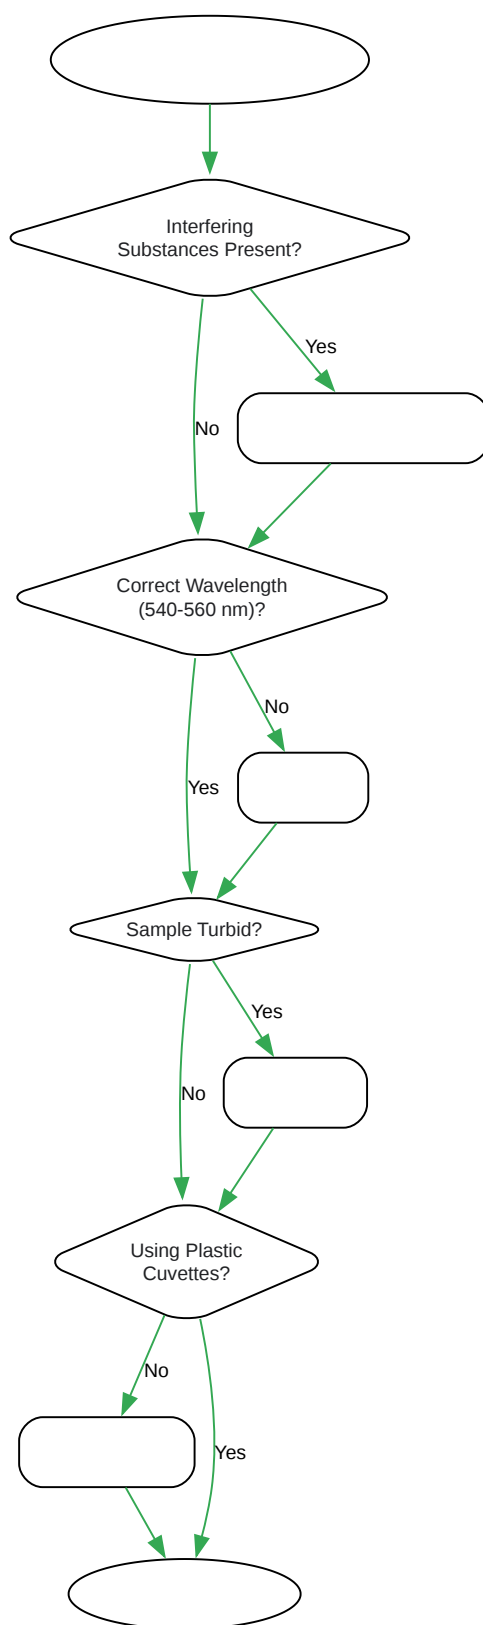 Interfering
Substances Present?
Yes
No
Correct Wavelength
(540-560 nm)?
No
Yes
Sample Turbid?
Yes
No
Using Plastic
Cuvettes?
No
Yes